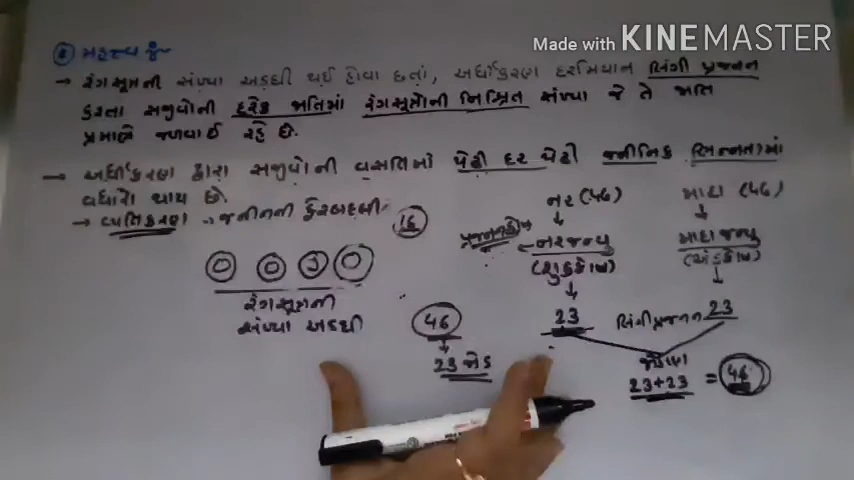 Made with KINEMASTER
* મહત્વ :-
→ રંગસૂત્રની સંખ્યા અડધી થઈ હોવા છતાં, અર્ધીકરણ દરમિયાન લિંગી પ્રજનન
કરતા સજીવોની દરેક જાતિમાં રંગસૂત્રોની નિશ્ચિત સંખ્યા જે તે જાતિ
પ્રમાણે જળવાઈ રહે છે.
→ અર્ધીકરણ દ્વારા સજીવોની વસતિમાં પેઢી દર પેઢી જનીનિક ભિન્નતામાં
વધારો થાય છે.
→ વ્યતિકરણ → જનીનની ફેરબદલી
16
નર (46)
માદા (46)
પ્રજનનકોષ
નરજન્યુ
(શુક્રકોષ)
માદાજન્યુ
(અંડકોષ)
રંગસૂત્રની
સંખ્યા અડધી
46
23 જોડ
23
લિંગીપ્રજનન
23
જોડાણ
23+23 = 46